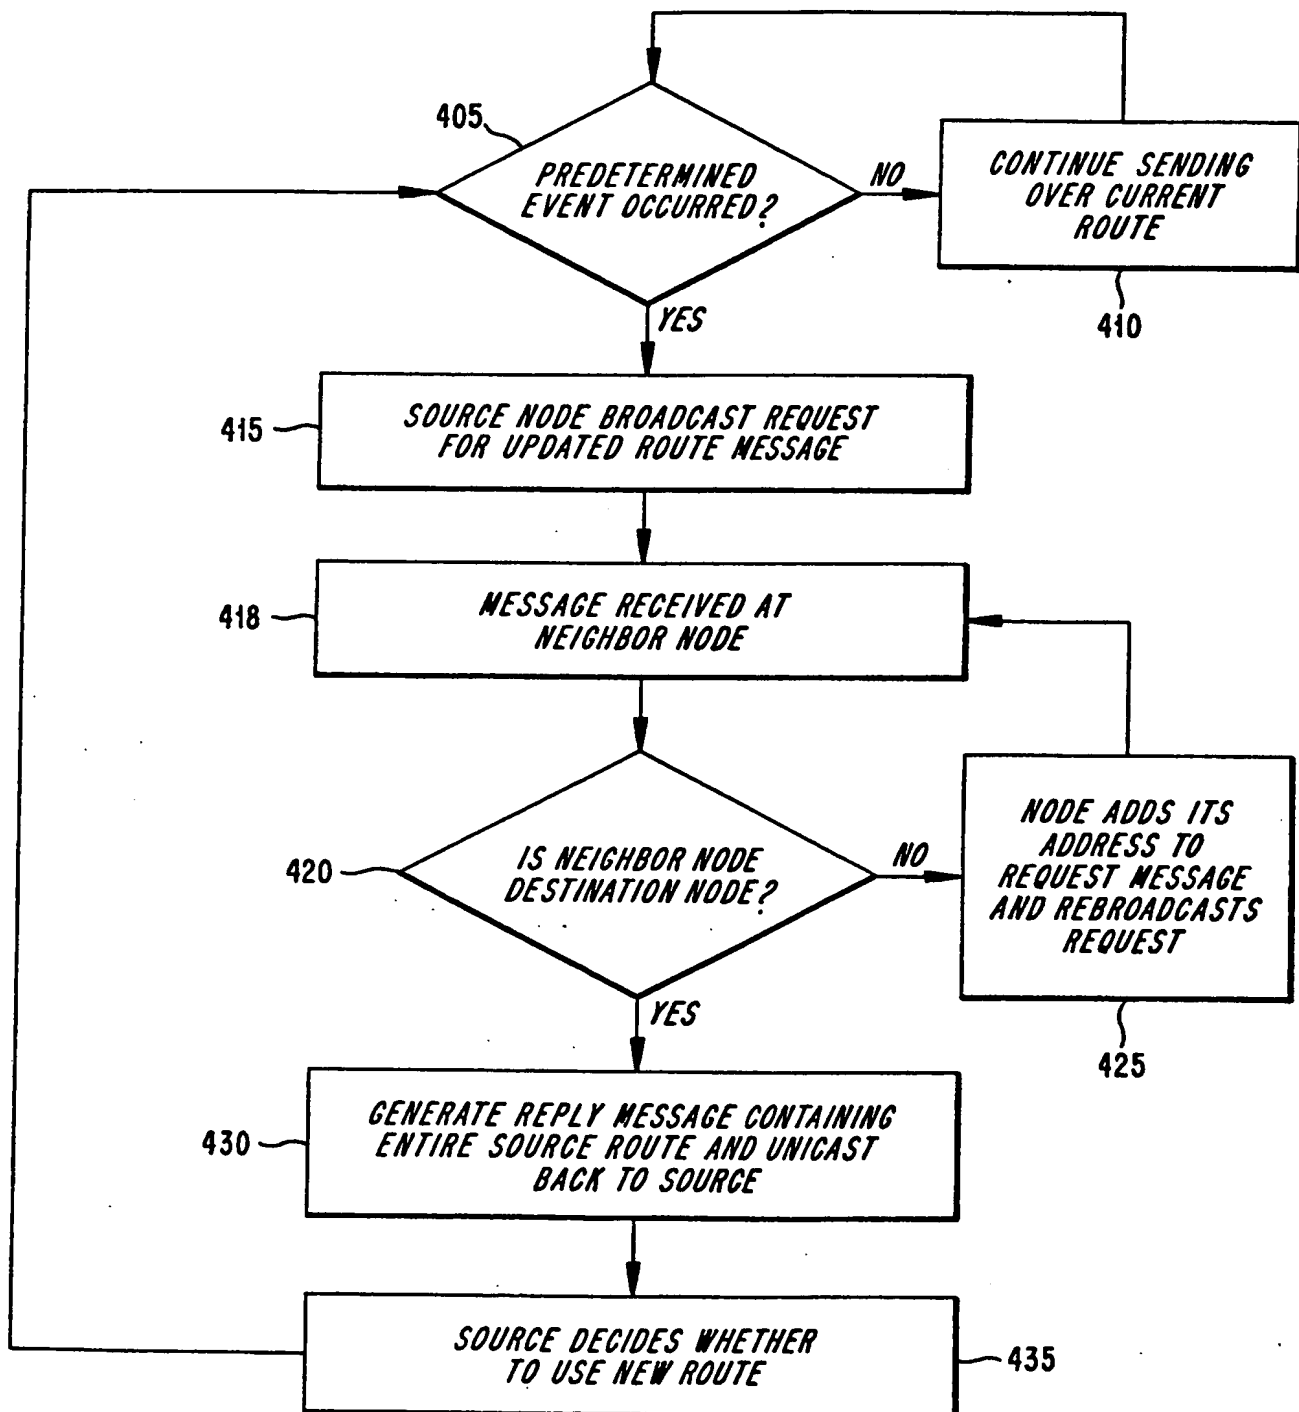 405
PREDETERMINED
EVENT OCCURRED?
NO
CONTINUE SENDING
OVER CURRENT
ROUTE
410
YES
415
SOURCE NODE BROADCAST REQUEST
FOR UPDATED ROUTE MESSAGE
418
MESSAGE RECEIVED AT
NEIGHBOR NODE
420
IS NEIGHBOR NODE
DESTINATION NODE?
NO
NODE ADDS ITS
ADDRESS TO
REQUEST MESSAGE
AND REBROADCASTS
REQUEST
425
YES
430
GENERATE REPLY MESSAGE CONTAINING
ENTIRE SOURCE ROUTE AND UNICAST
BACK TO SOURCE
SOURCE DECIDES WHETHER
TO USE NEW ROUTE
435